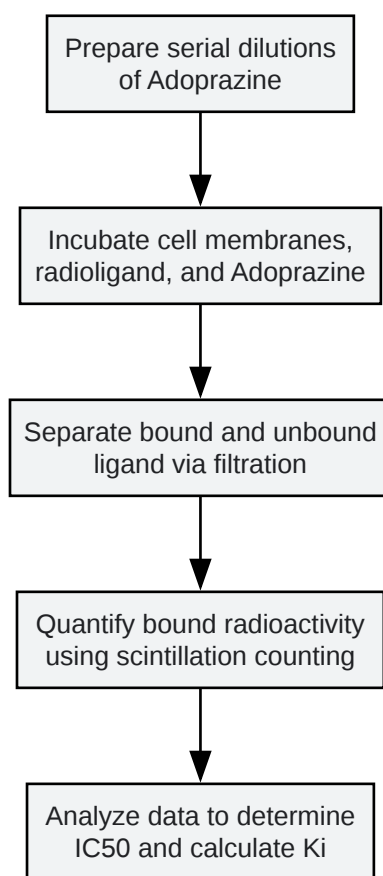 Prepare serial dilutions
of Adoprazine
Incubate cell membranes,
radioligand, and Adoprazine
Separate bound and unbound
ligand via filtration
Quantify bound radioactivity
using scintillation counting
Analyze data to determine
IC50 and calculate Ki